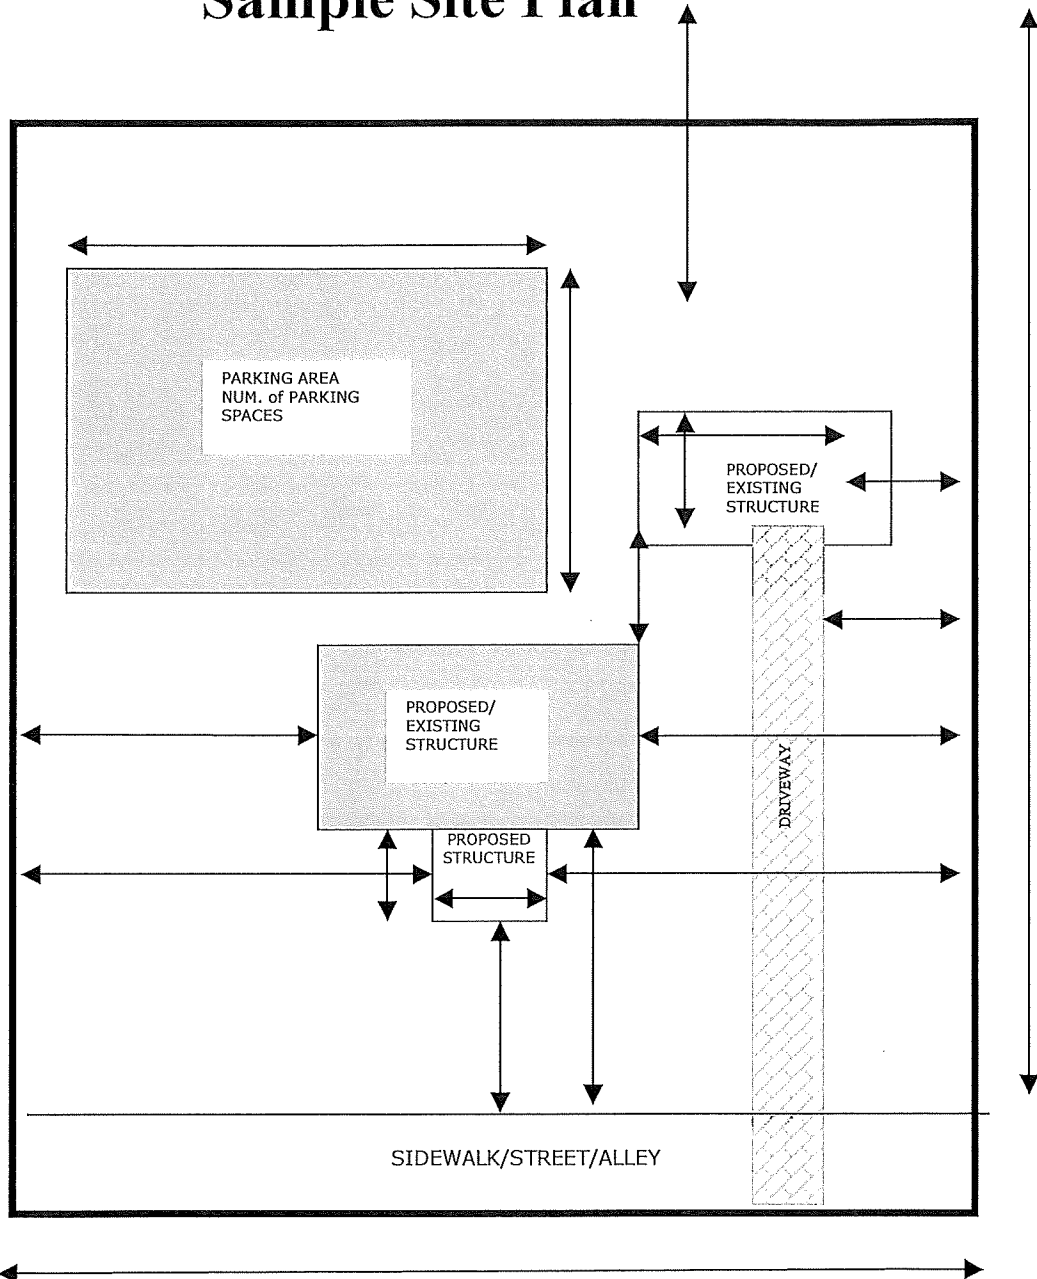 Sample Site Plan
PARKING AREA
NUM. of PARKING
SPACES
PROPOSED/
EXISTING
STRUCTURE
PROPOSED/
EXISTING
STRUCTURE
DRIVEWAY
PROPOSED
STRUCTURE
SIDEWALK/STREET/ALLEY